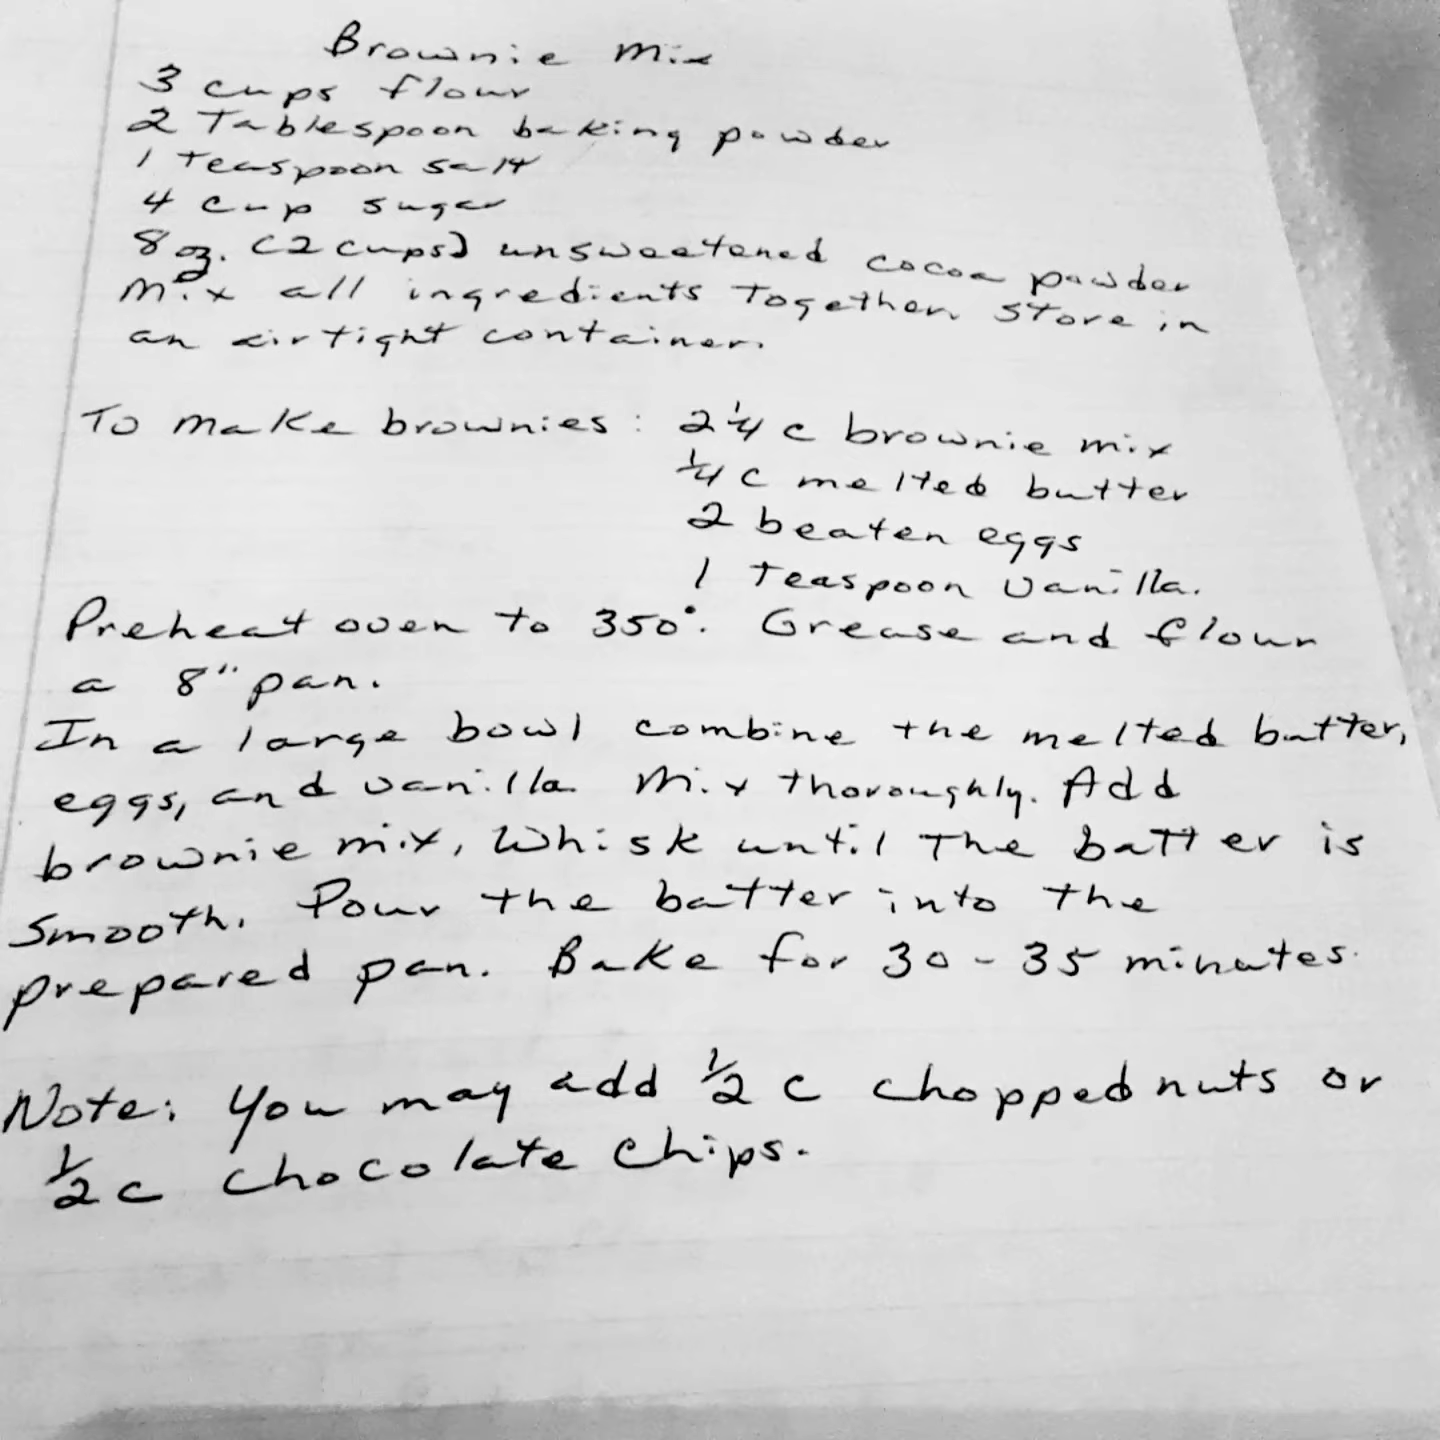 Brownie Mix
3 cups flour
2 Tablespoon baking powder
1 teaspoon salt
4 cup sugar
8 oz. (2 cups) unsweetened cocoa powder
Mix all ingredients together. Store in
an airtight container.
To make brownies: 2 1/4 c brownie mix
1/4 c melted butter
2 beaten eggs
1 teaspoon vanilla.
Preheat oven to 350°. Grease and flour
a 8" pan.
In a large bowl combine the melted butter,
eggs, and vanilla. Mix thoroughly. Add
brownie mix, Whisk until the batter is
smooth. Pour the batter into the
prepared pan. Bake for 30-35 minutes.
Note: You may add 1/2 c chopped nuts or
1/2 c chocolate chips.